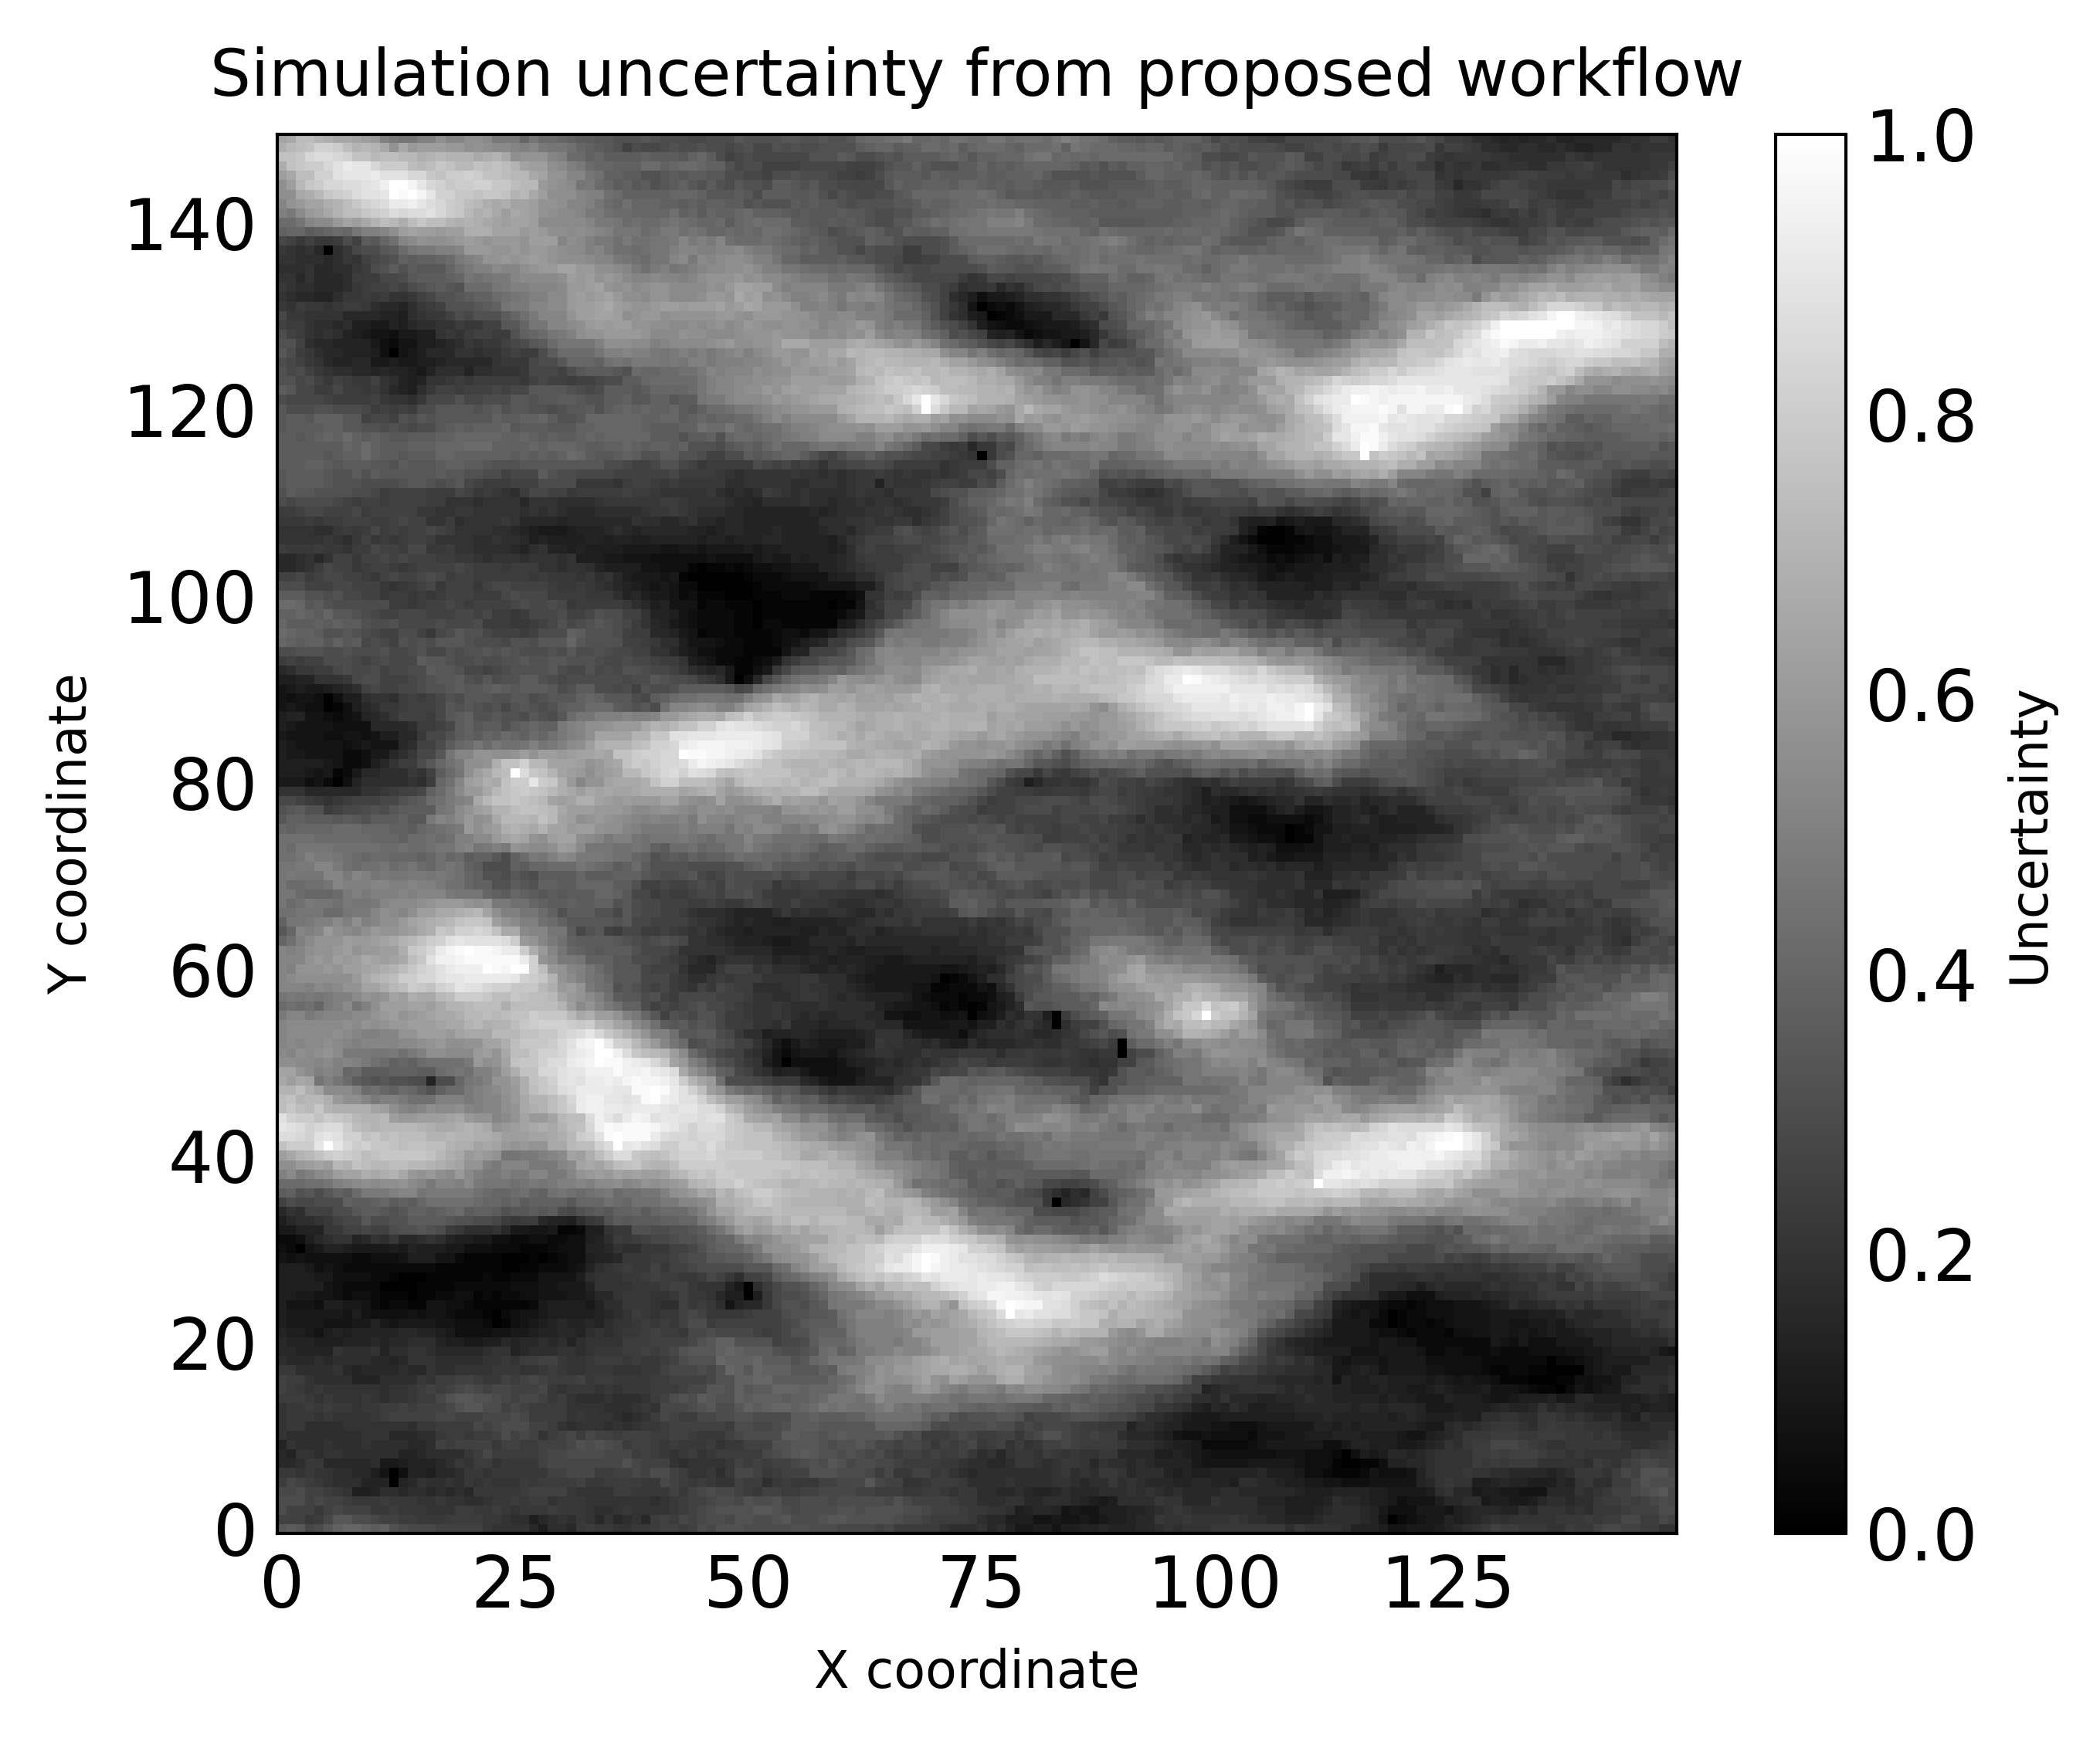 Simulation uncertainty from proposed workflow
1.0
140
120
0.8
100
0.6
80
Y coordinate
Uncertainty
60
0.4
40
0.2
20
0
0.0
0 25 50 75 100 125
X coordinate